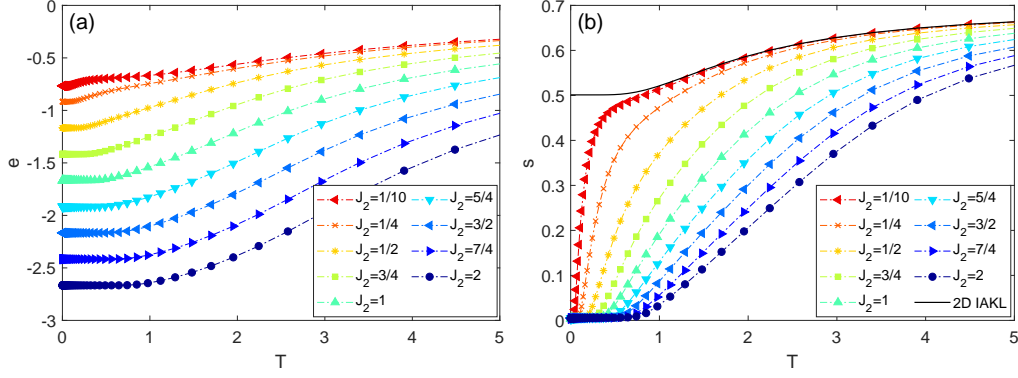 (a)
0
-0.5
-1
-1.5
-2
-2.5
-3
e
0 1 2 3 4 5
T
J2=1/10 J2=5/4
J2=1/4 J2=3/2
J2=1/2 J2=7/4
J2=3/4 J2=2
J2=1
(b)
0.7
0.6
0.5
0.4
0.3
0.2
0.1
0
s
0 1 2 3 4 5
T
J2=1/10 J2=5/4
J2=1/4 J2=3/2
J2=1/2 J2=7/4
J2=3/4 J2=2
J2=1 2D IAKL